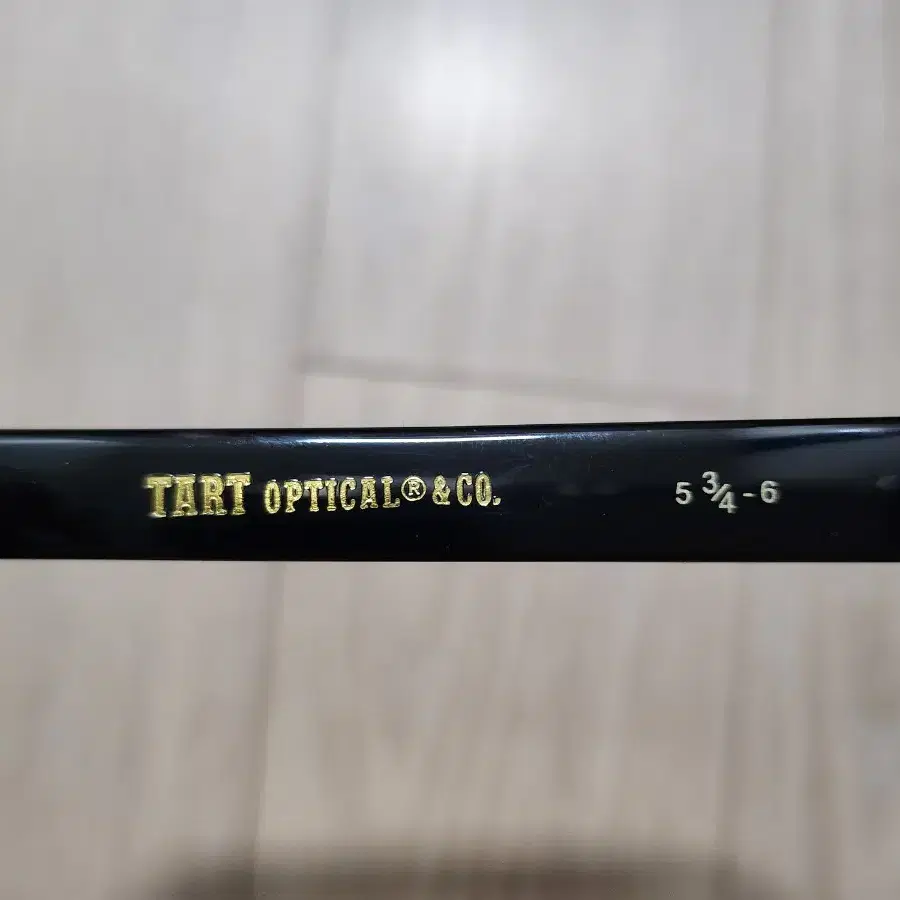 TART OPTICAL® & CO. 5 ¾ - 6